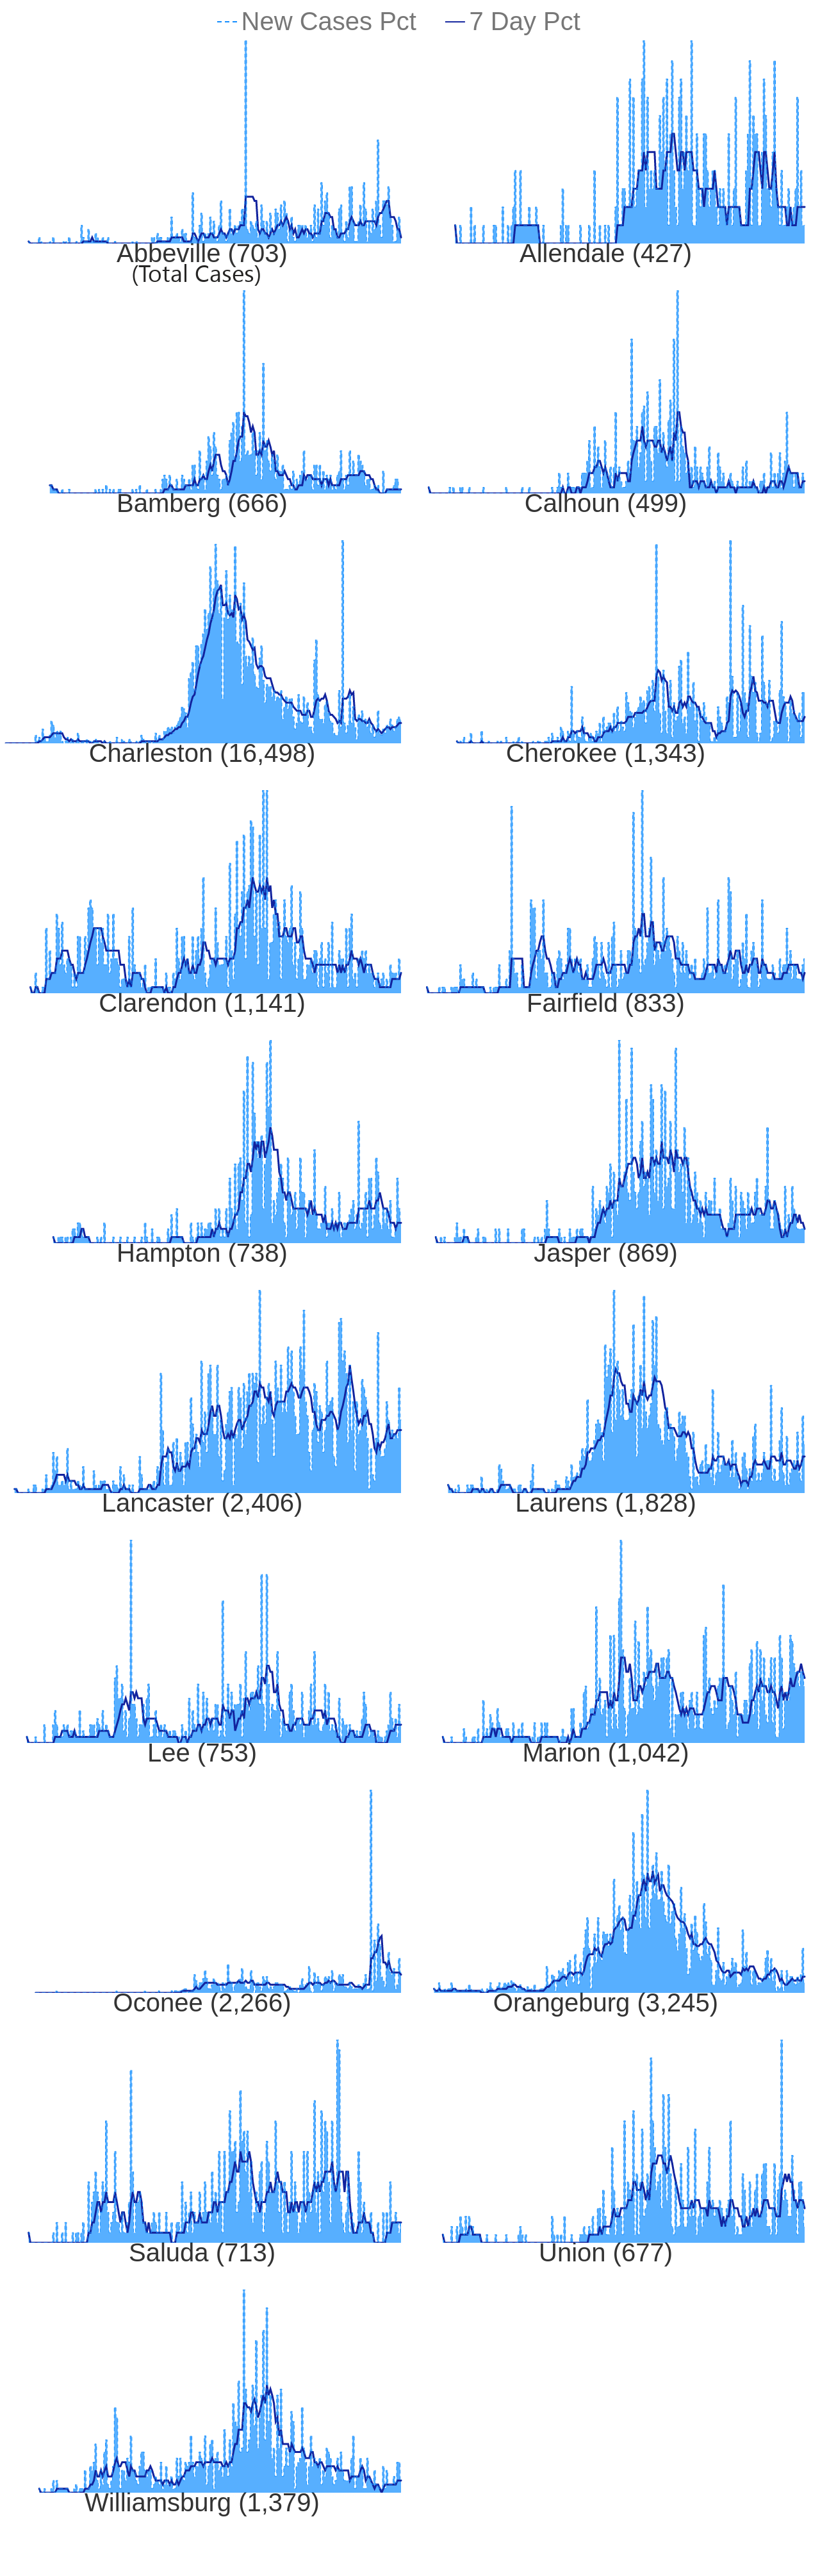 New Cases Pct 7 Day Pct
Abbeville (703) Allendale (427)
(Total Cases)
Bamberg (666) Calhoun (499)
Charleston (16,498) Cherokee (1,343)
Clarendon (1,141) Fairfield (833)
Hampton (738) Jasper (869)
Lancaster (2,406) Laurens (1,828)
Lee (753) Marion (1,042)
Oconee (2,266) Orangeburg (3,245)
Saluda (713) Union (677)
Williamsburg (1,379)